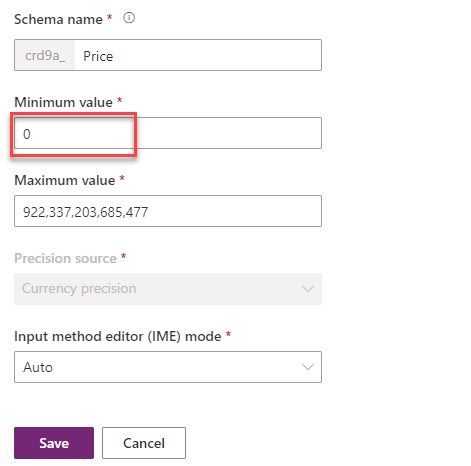 Schema name *
crd9a_ Price
Minimum value *
0
Maximum value *
922,337,203,685,477
Precision source *
Currency precision
Input method editor (IME) mode *
Auto
Save Cancel